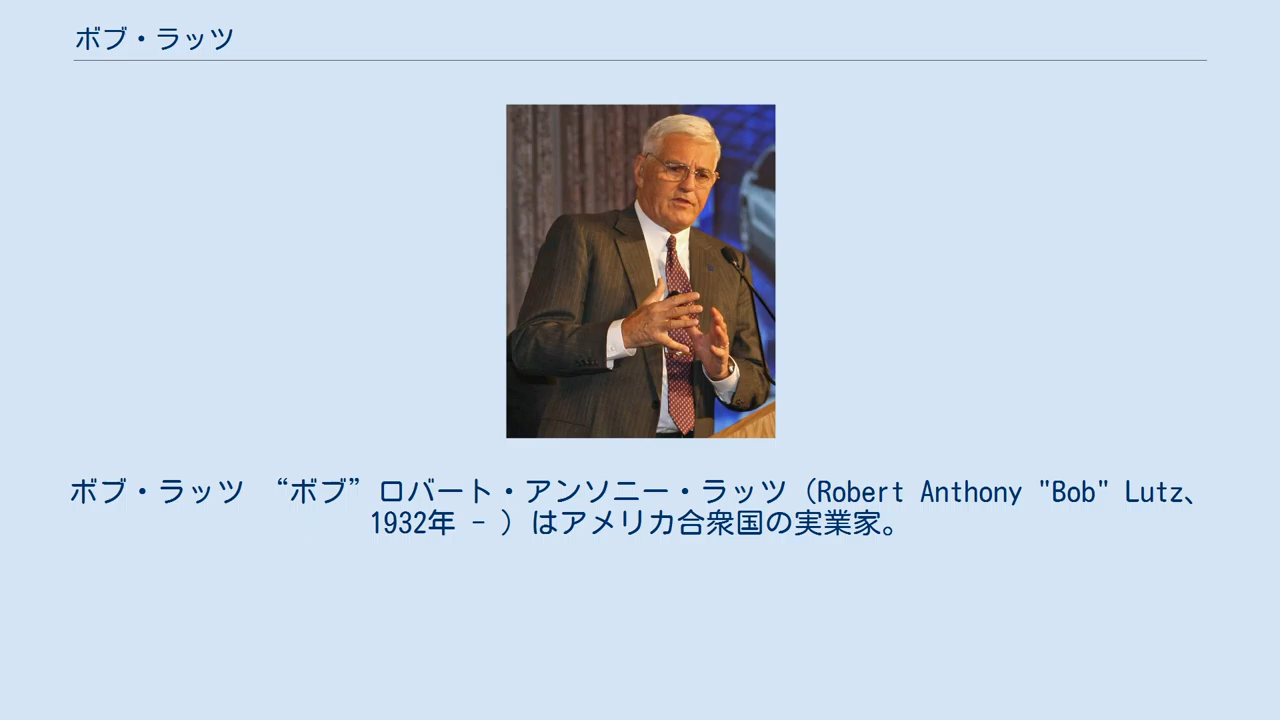 ボブ・ラッツ
ボブ・ラッツ “ボブ”ロバート・アンソニー・ラッツ（Robert Anthony "Bob" Lutz、
1932年 - ）はアメリカ合衆国の実業家。